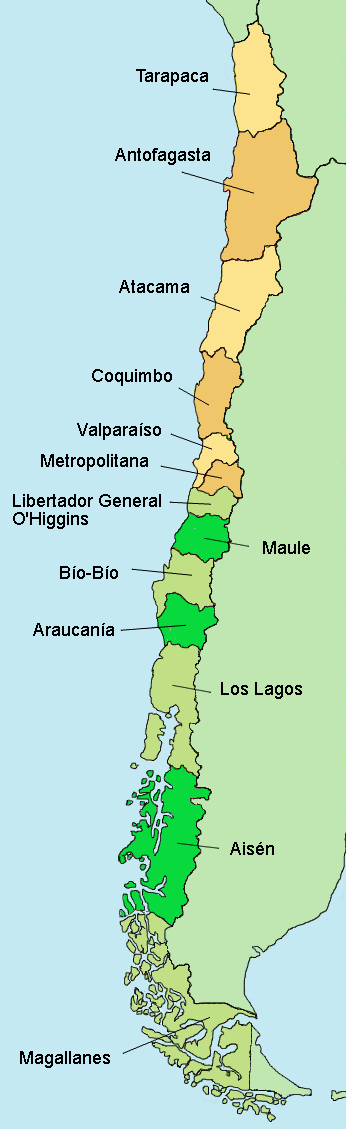 Tarapaca
Antofagasta
Atacama
Coquimbo
Valparaíso
Metropolitana
Libertador General
O'Higgins
Maule
Bío-Bío
Araucanía
Los Lagos
Aisén
Magallanes